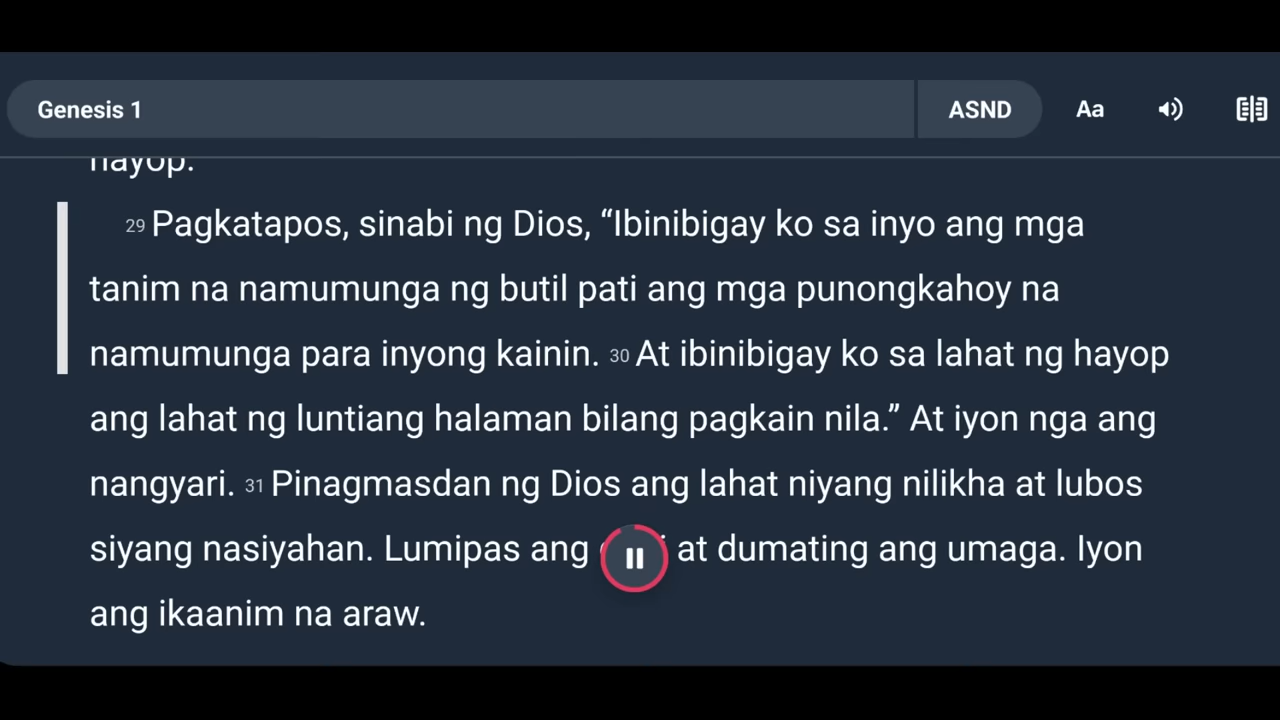 Genesis 1
ASND
Aa
hayop.
29 Pagkatapos, sinabi ng Dios, “Ibinibigay ko sa inyo ang mga
tanim na namumunga ng butil pati ang mga punongkahoy na
namumunga para inyong kainin. 30 At ibinibigay ko sa lahat ng hayop
ang lahat ng luntiang halaman bilang pagkain nila.” At iyon nga ang
nangyari. 31 Pinagmasdan ng Dios ang lahat niyang nilikha at lubos
siyang nasiyahan. Lumipas ang at dumating ang umaga. Iyon
ang ikaanim na araw.